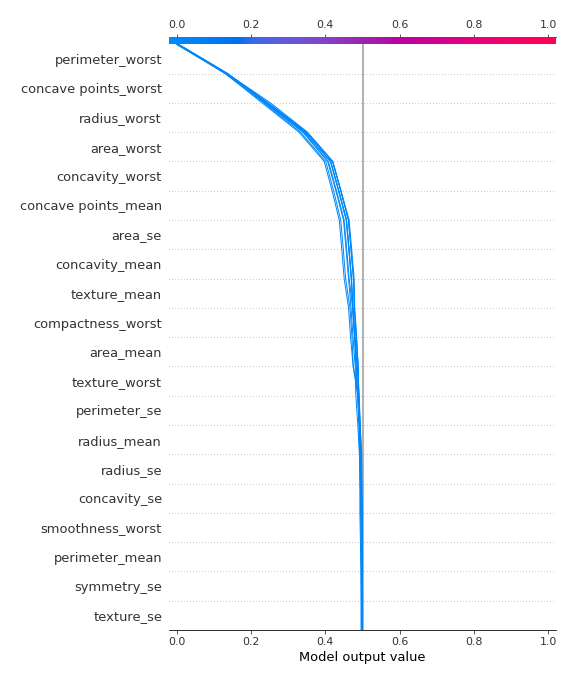 0.0 0.2 0.4 0.6 0.8 1.0
perimeter_worst
concave points_worst
radius_worst
area_worst
concavity_worst
concave points_mean
area_se
concavity_mean
texture_mean
compactness_worst
area_mean
texture_worst
perimeter_se
radius_mean
radius_se
concavity_se
smoothness_worst
perimeter_mean
symmetry_se
texture_se
0.0 0.2 0.4 0.6 0.8 1.0
Model output value